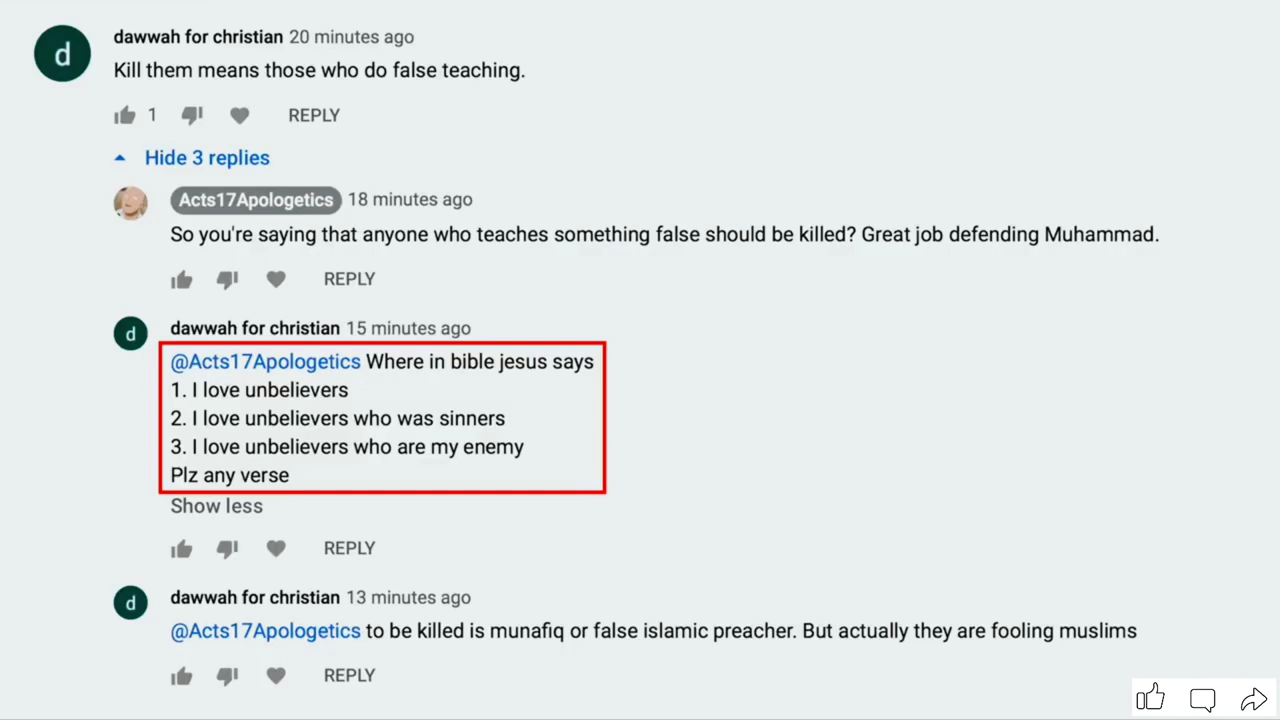 d
dawwah for christian 20 minutes ago
Kill them means those who do false teaching.
1 REPLY
Hide 3 replies
Acts17Apologetics 18 minutes ago
So you're saying that anyone who teaches something false should be killed? Great job defending Muhammad.
REPLY
d
dawwah for christian 15 minutes ago
@Acts17Apologetics Where in bible jesus says
1. I love unbelievers
2. I love unbelievers who was sinners
3. I love unbelievers who are my enemy
Plz any verse
Show less
REPLY
d
dawwah for christian 13 minutes ago
@Acts17Apologetics to be killed is munafiq or false islamic preacher. But actually they are fooling muslims
REPLY